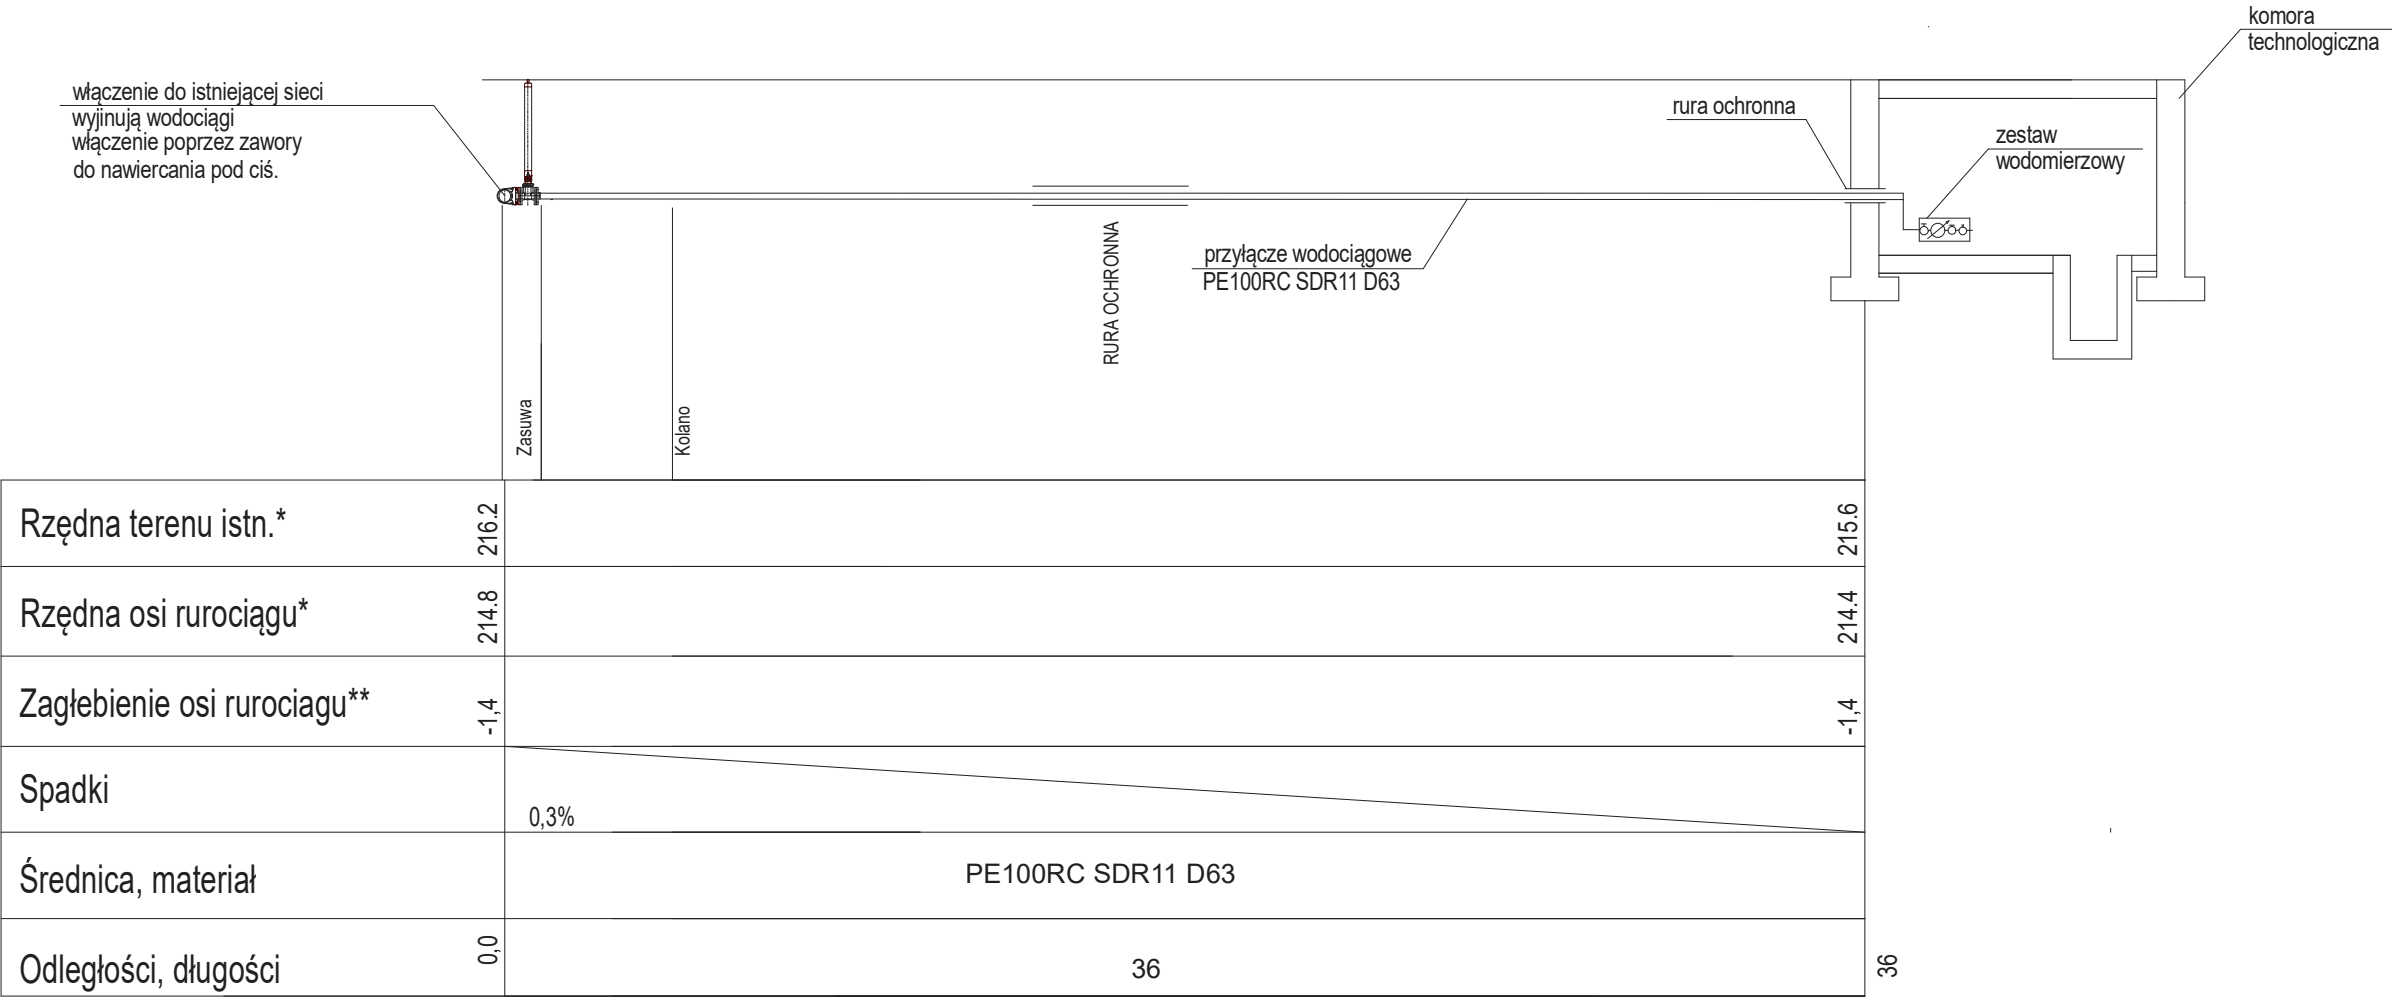 komora
technologiczna
włączenie do istniejącej sieci
wyjinują wodociągi
włączenie poprzez zawory
do nawiercania pod ciś.
rura ochronna
zestaw
wodomierzowy
przyłącze wodociągowe
PE100RC SDR11 D63
RURA OCHRONNA
Zasuwa
Kolano
Rzędna terenu istn.*
216.2
215.6
Rzędna osi rurociągu*
214.8
214.4
Zagłebienie osi rurociagu**
-1,4
-1,4
Spadki
0,3%
Średnica, materiał
PE100RC SDR11 D63
Odległości, długości
0,0
36
36